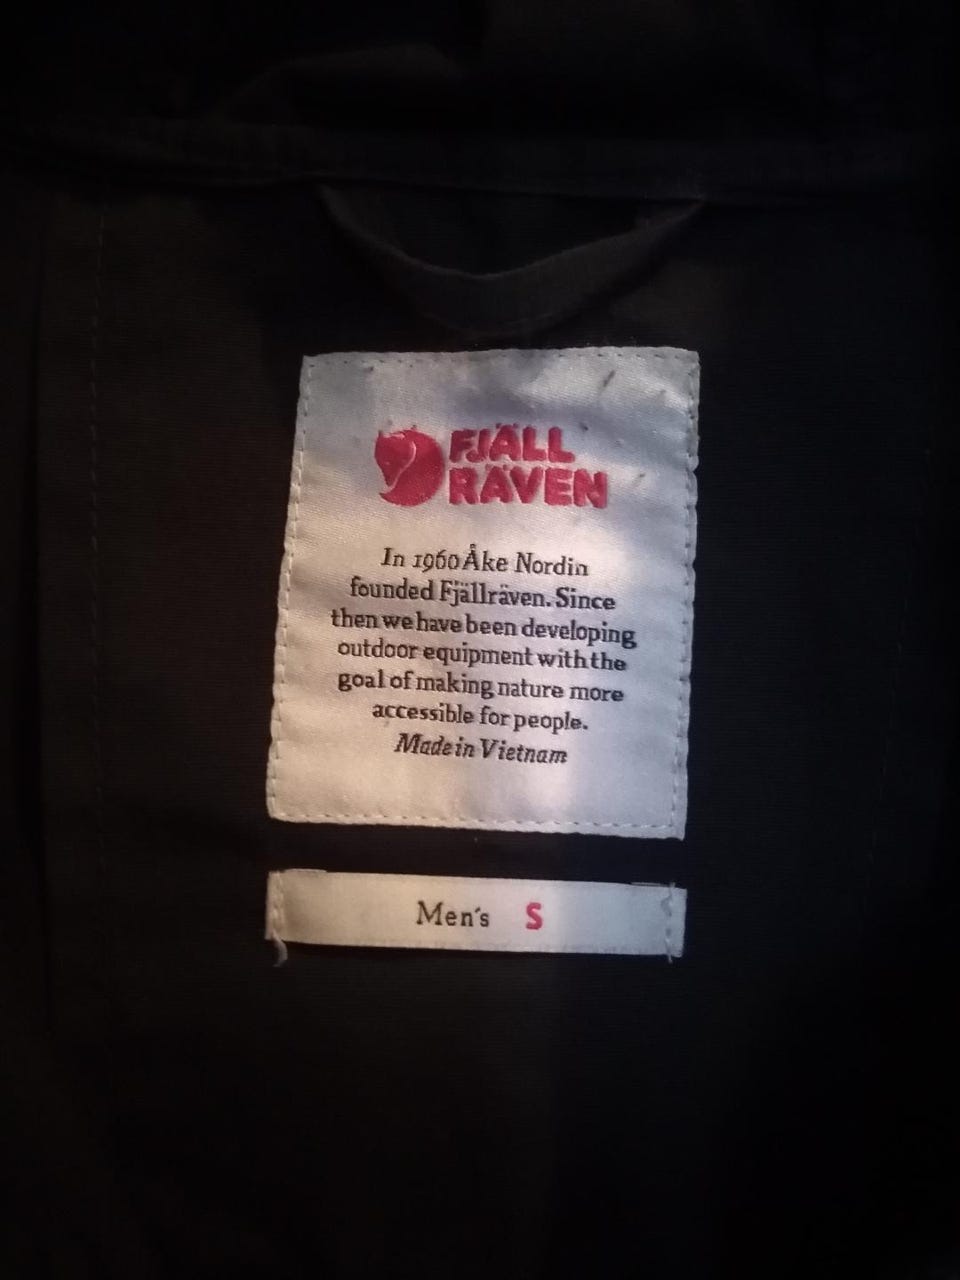 FJÄLL
RÄVEN
In 1960 Åke Nordin
founded Fjällräven. Since
then we have been developing
outdoor equipment with the
goal of making nature more
accessible for people.
Made in Vietnam
Men's S